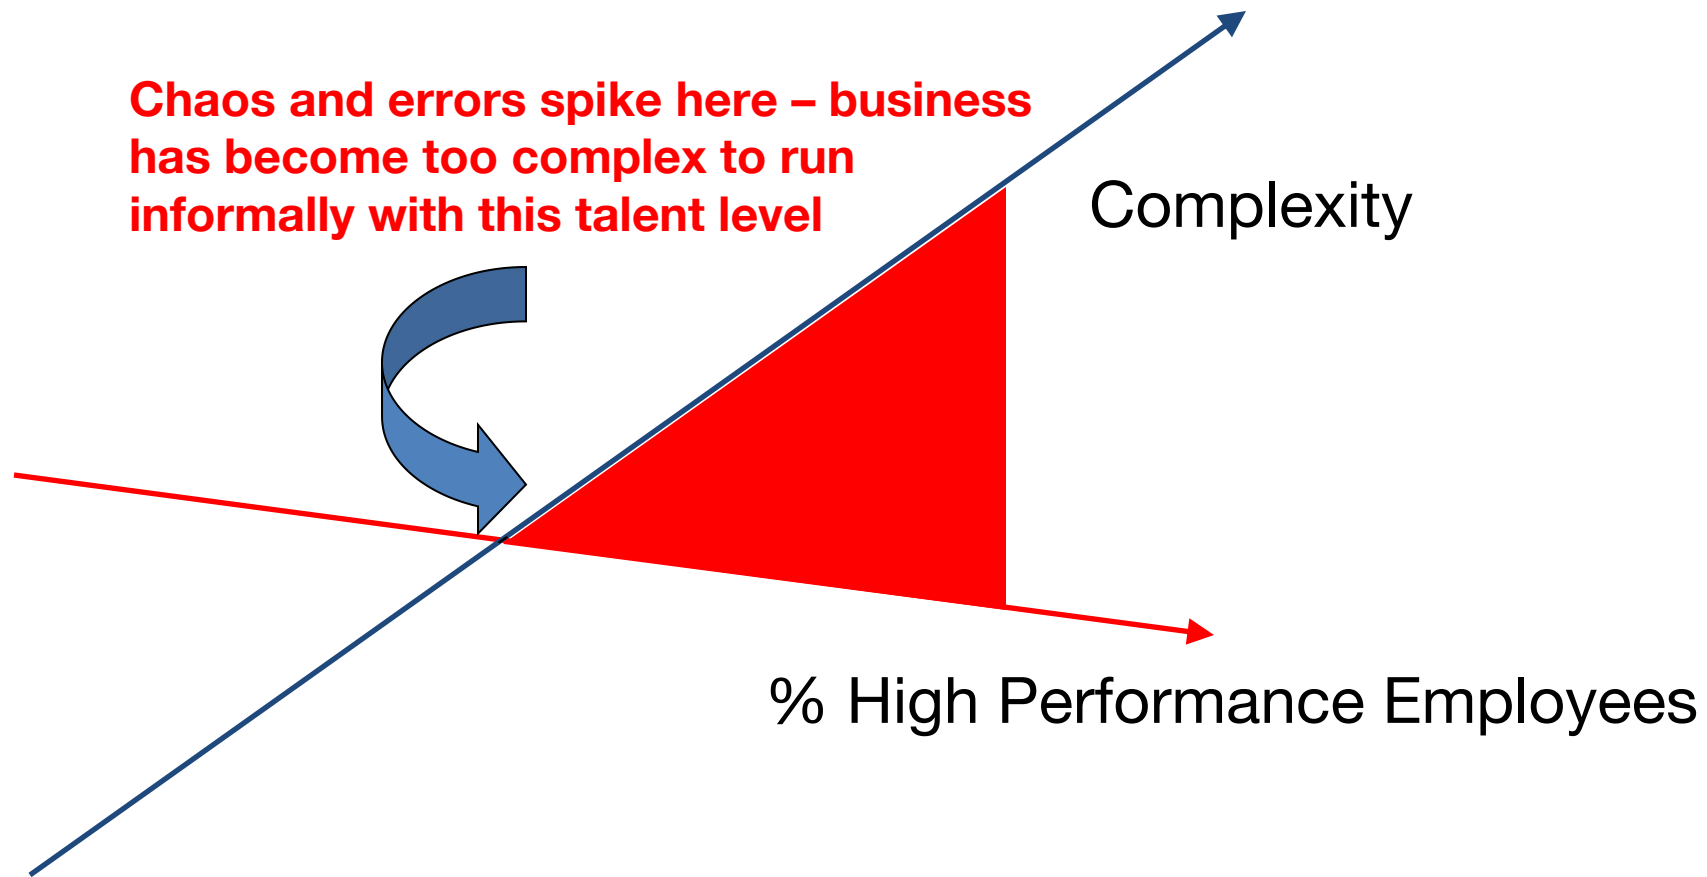 Chaos and errors spike here – business
has become too complex to run
informally with this talent level
Complexity
% High Performance Employees